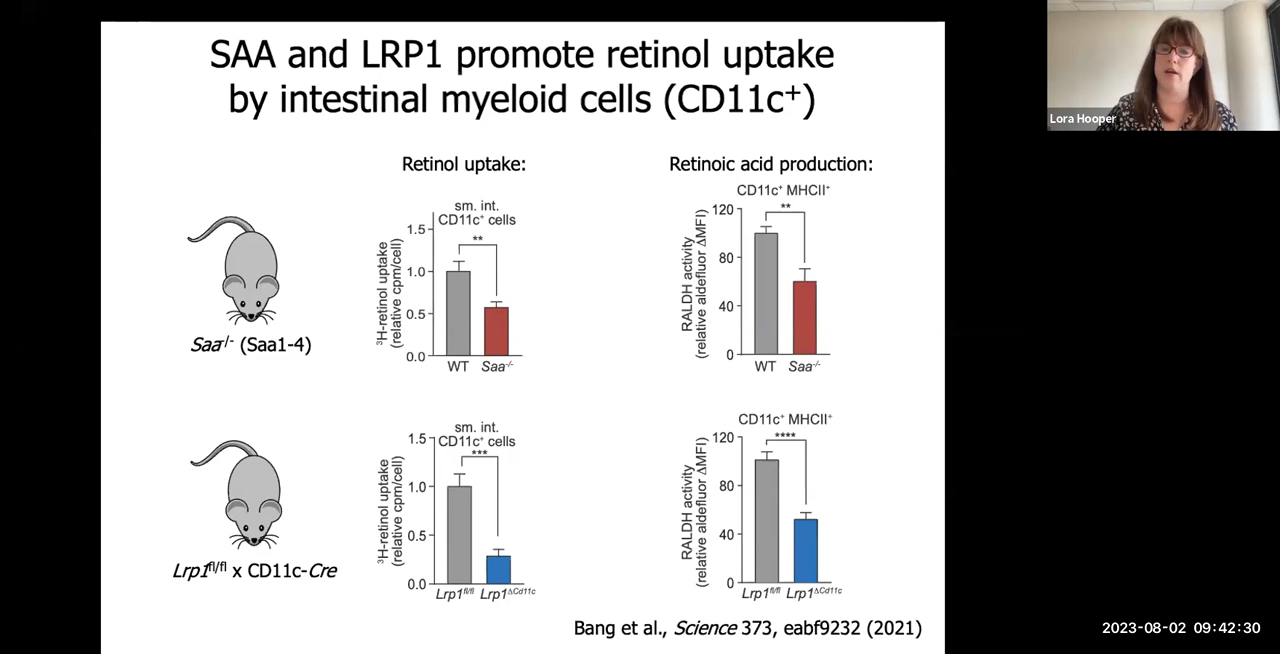 SAA and LRP1 promote retinol uptake
by intestinal myeloid cells (CD11c⁺)
Lora Hooper
Retinol uptake:
Retinoic acid production:
Saa⁻/⁻ (Saa1-4)
sm. int.
CD11c⁺ cells
**
³H-retinol uptake
(relative cpm/cell)
1.5
1.0
0.5
0.0
WT Saa⁻/⁻
CD11c⁺ MHCII⁺
**
RALDH activity
(relative aldefluor ΔMFI)
120
80
40
0
WT Saa⁻/⁻
Lrp1fl/fl x CD11c-Cre
sm. int.
CD11c⁺ cells
***
³H-retinol uptake
(relative cpm/cell)
1.5
1.0
0.5
0.0
Lrp1fl/fl Lrp1ΔCd11c
CD11c⁺ MHCII⁺
****
RALDH activity
(relative aldefluor ΔMFI)
120
80
40
0
Lrp1fl/fl Lrp1ΔCd11c
Bang et al., Science 373, eabf9232 (2021)
2023-08-02 09:42:30